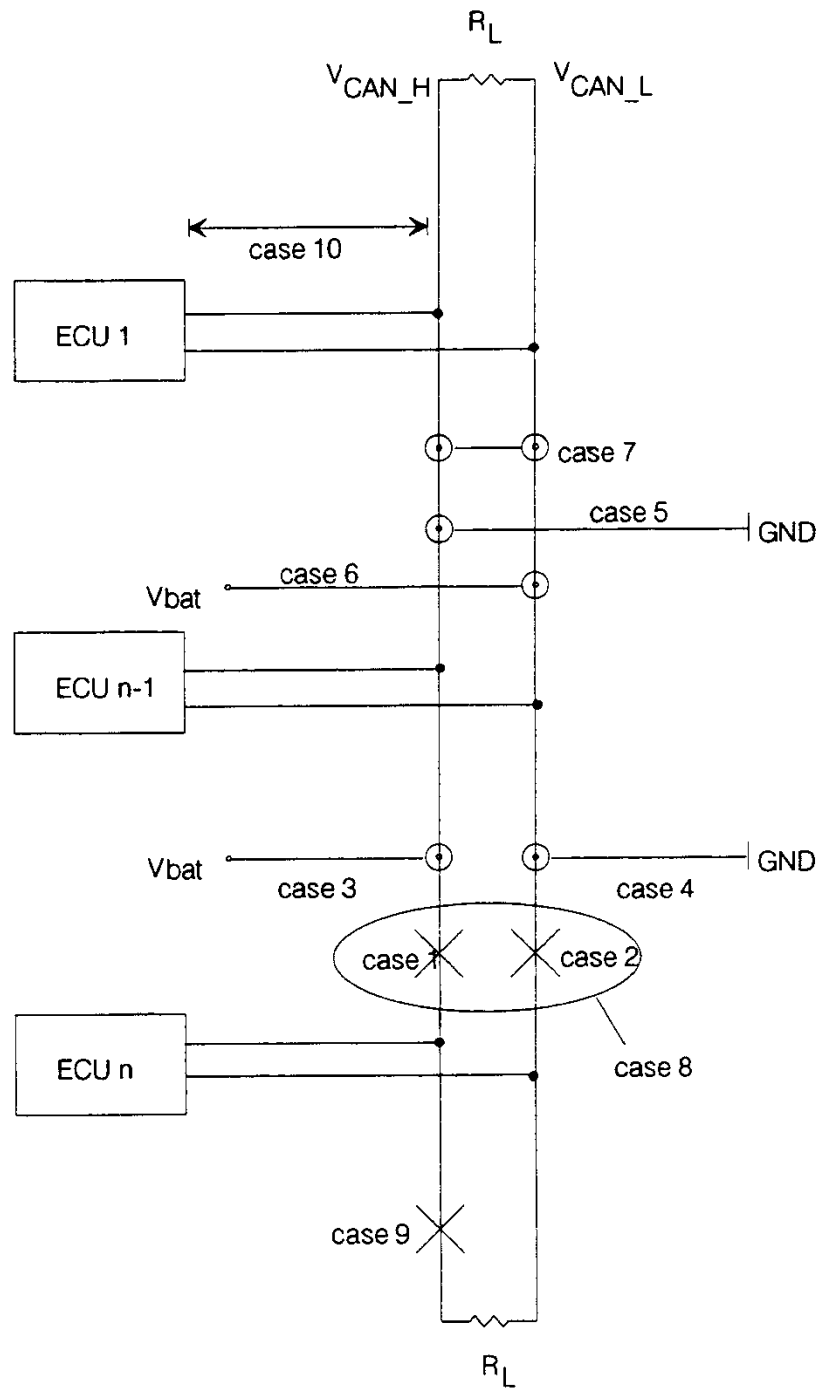 R_L
V_CAN_H
V_CAN_L
case 10
ECU 1
case 7
case 5
GND
case 6
Vbat
ECU n-1
Vbat
case 3
case 4
GND
case 1
case 2
ECU n
case 8
case 9
R_L